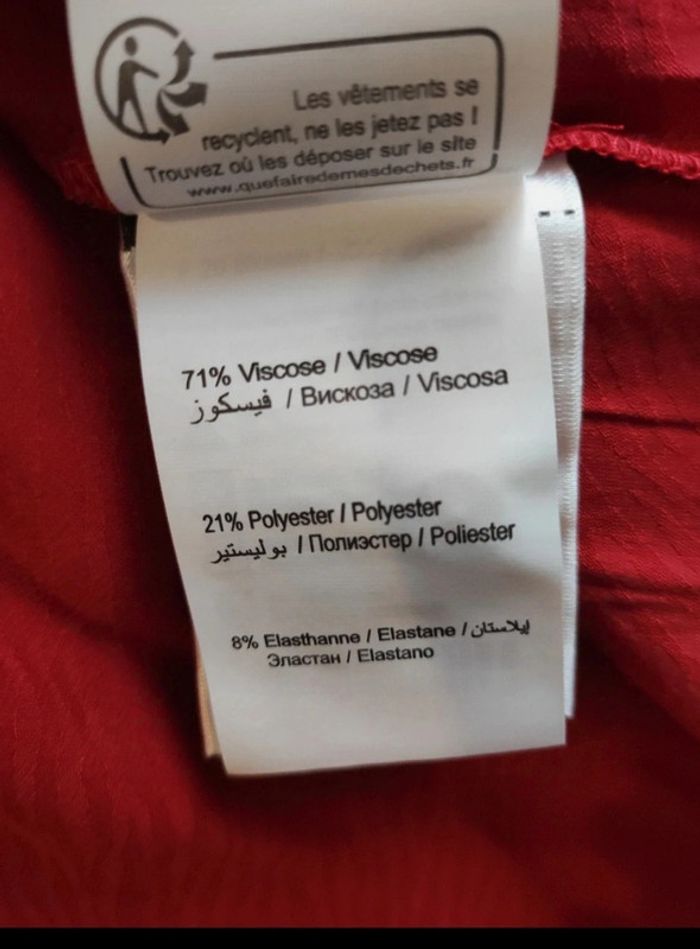 Les vêtements se
recyclent, ne les jetez pas !
Trouvez où les déposer sur le site
www.quefairedemesdechets.fr
71% Viscose / Viscose
فيسكوز / Вискоза / Viscosa
21% Polyester / Polyester
بوليستير / Полиэстер / Poliester
8% Elasthanne / Elastane / إيلاستان
Эластан / Elastano